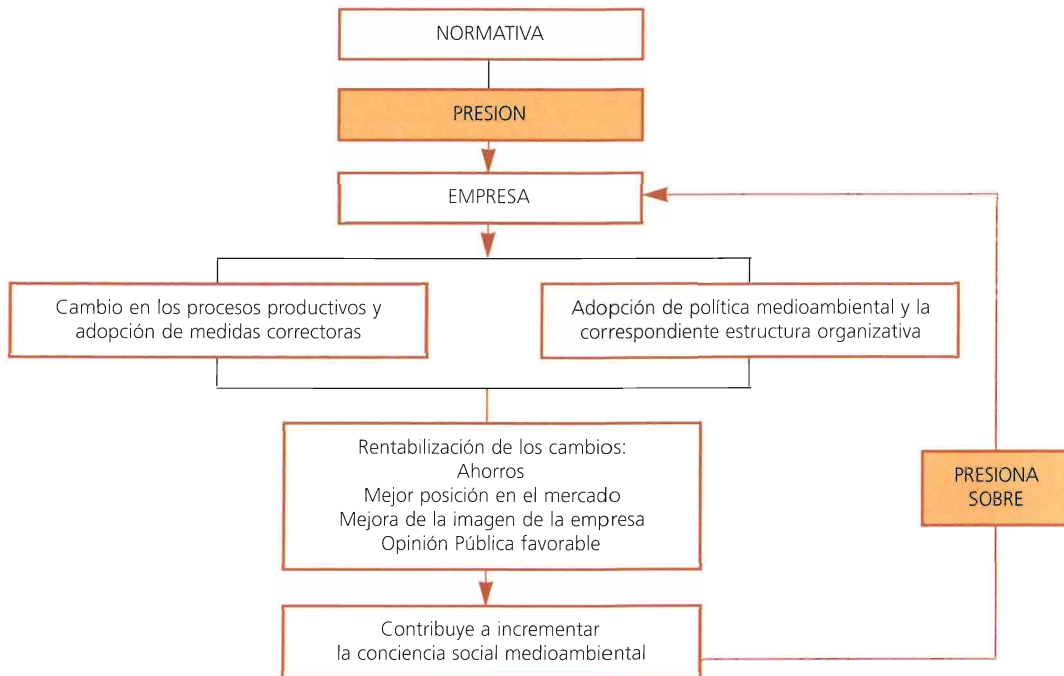 NORMATIVA
PRESION
EMPRESA
Cambio en los procesos productivos y
adopción de medidas correctoras
Adopción de política medioambiental y la
correspondiente estructura organizativa
Rentabilización de los cambios:
Ahorros
Mejor posición en el mercado
Mejora de la imagen de la empresa
Opinión Pública favorable
PRESIONA
SOBRE
Contribuye a incrementar
la conciencia social medioambiental